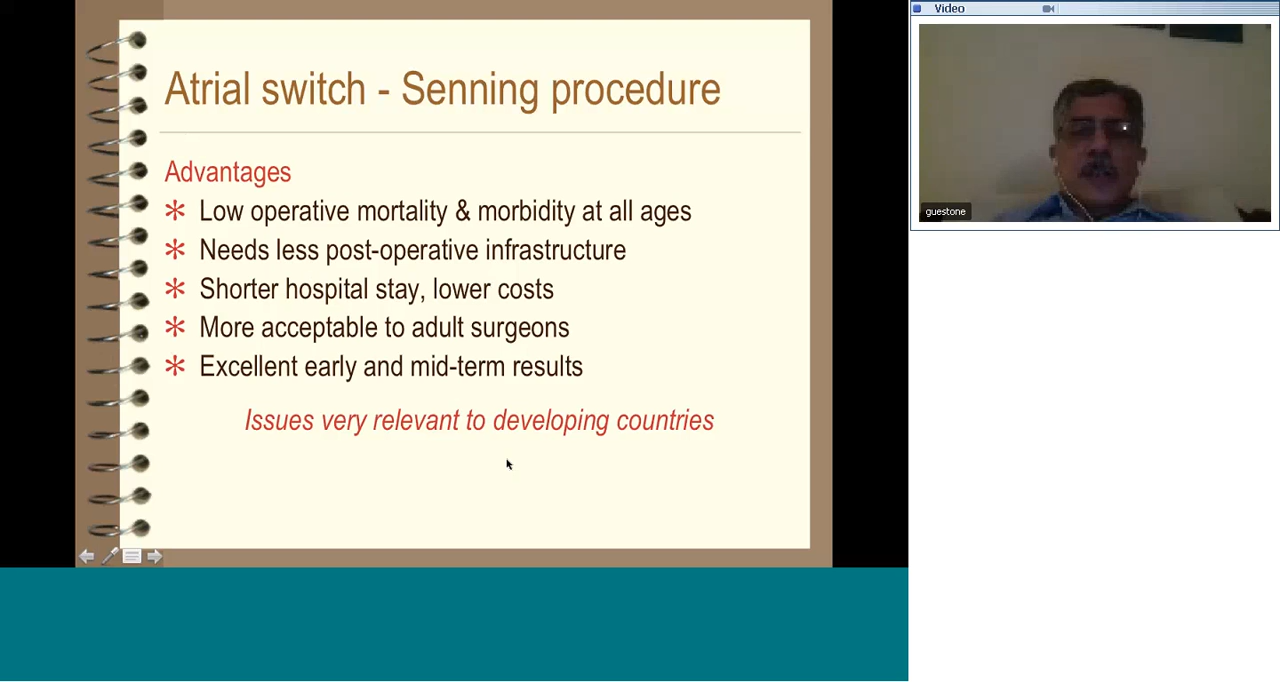 Atrial switch - Senning procedure
Advantages
* Low operative mortality & morbidity at all ages
* Needs less post-operative infrastructure
* Shorter hospital stay, lower costs
* More acceptable to adult surgeons
* Excellent early and mid-term results
Issues very relevant to developing countries
Video
guestone